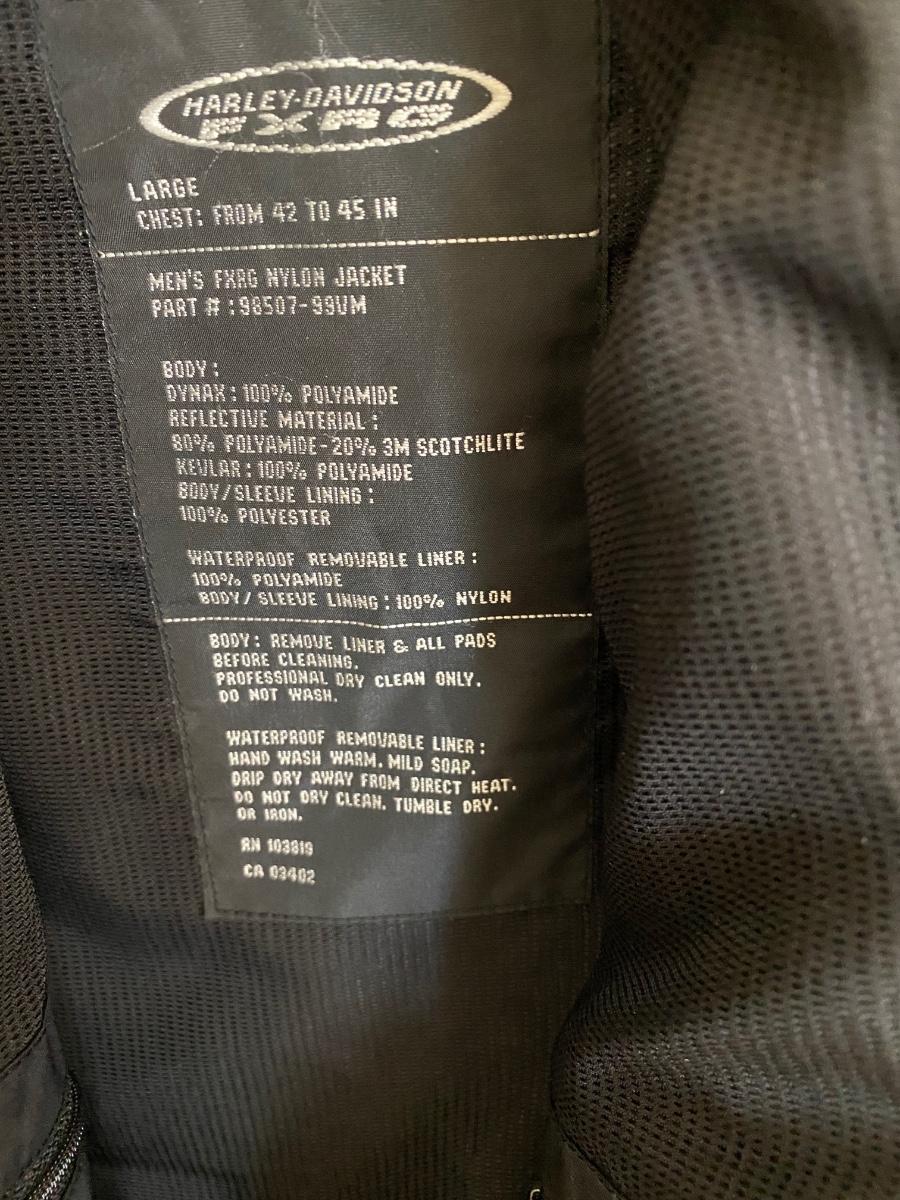 HARLEY-DAVIDSON
FXRG
LARGE
CHEST: FROM 42 TO 45 IN
MEN'S FXRG NYLON JACKET
PART # : 98507-99VM
BODY :
DYNAX : 100% POLYAMIDE
REFLECTIVE MATERIAL :
80% POLYAMIDE-20% 3M SCOTCHLITE
KEVLAR : 100% POLYAMIDE
BODY/SLEEVE LINING :
100% POLYESTER
WATERPROOF REMOVABLE LINER :
100% POLYAMIDE
BODY/ SLEEVE LINING : 100% NYLON
BODY: REMOVE LINER & ALL PADS
BEFORE CLEANING.
PROFESSIONAL DRY CLEAN ONLY.
DO NOT WASH.
WATERPROOF REMOVABLE LINER :
HAND WASH WARM. MILD SOAP.
DRIP DRY AWAY FROM DIRECT HEAT.
DO NOT DRY CLEAN. TUMBLE DRY.
OR IRON.
RN 103819
CA 03402